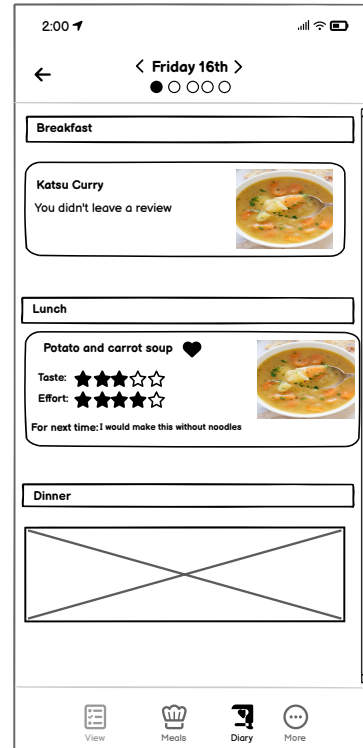 2:00
Friday 16th
Breakfast
Katsu Curry
You didn't leave a review
Lunch
Potato and carrot soup
Taste:
Effort:
For next time: I would make this without noodles
Dinner
View
Meals
Diary
More